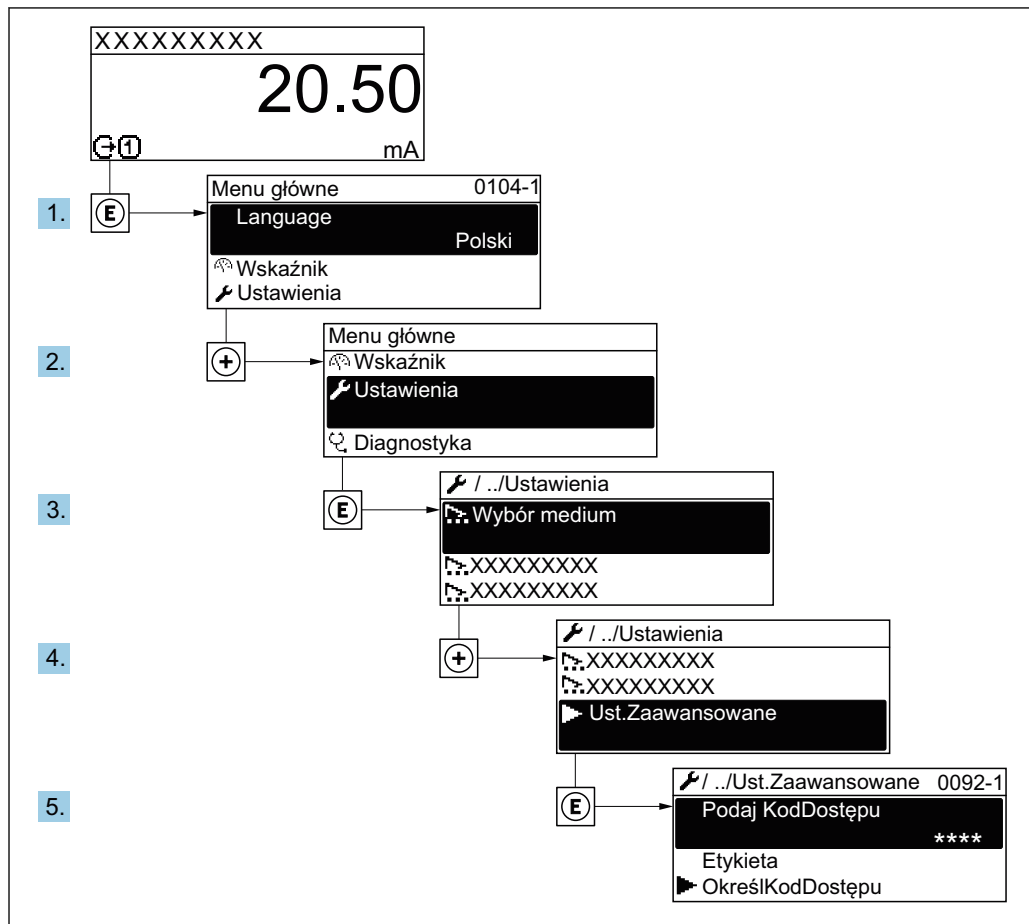 XXXXXXXXX
20.50
1
mA
1.
E
Menu główne 0104-1
Language
Polski
Wskaźnik
Ustawienia
2.
+
Menu główne
Wskaźnik
Ustawienia
Diagnostyka
3.
E
/ ../Ustawienia
Wybór medium
XXXXXXXXX
XXXXXXXXX
4.
+
/ ../Ustawienia
XXXXXXXXX
XXXXXXXXX
Ust.Zaawansowane
5.
E
/ ../Ust.Zaawansowane 0092-1
Podaj KodDostępu
****
Etykieta
OkreślKodDostępu